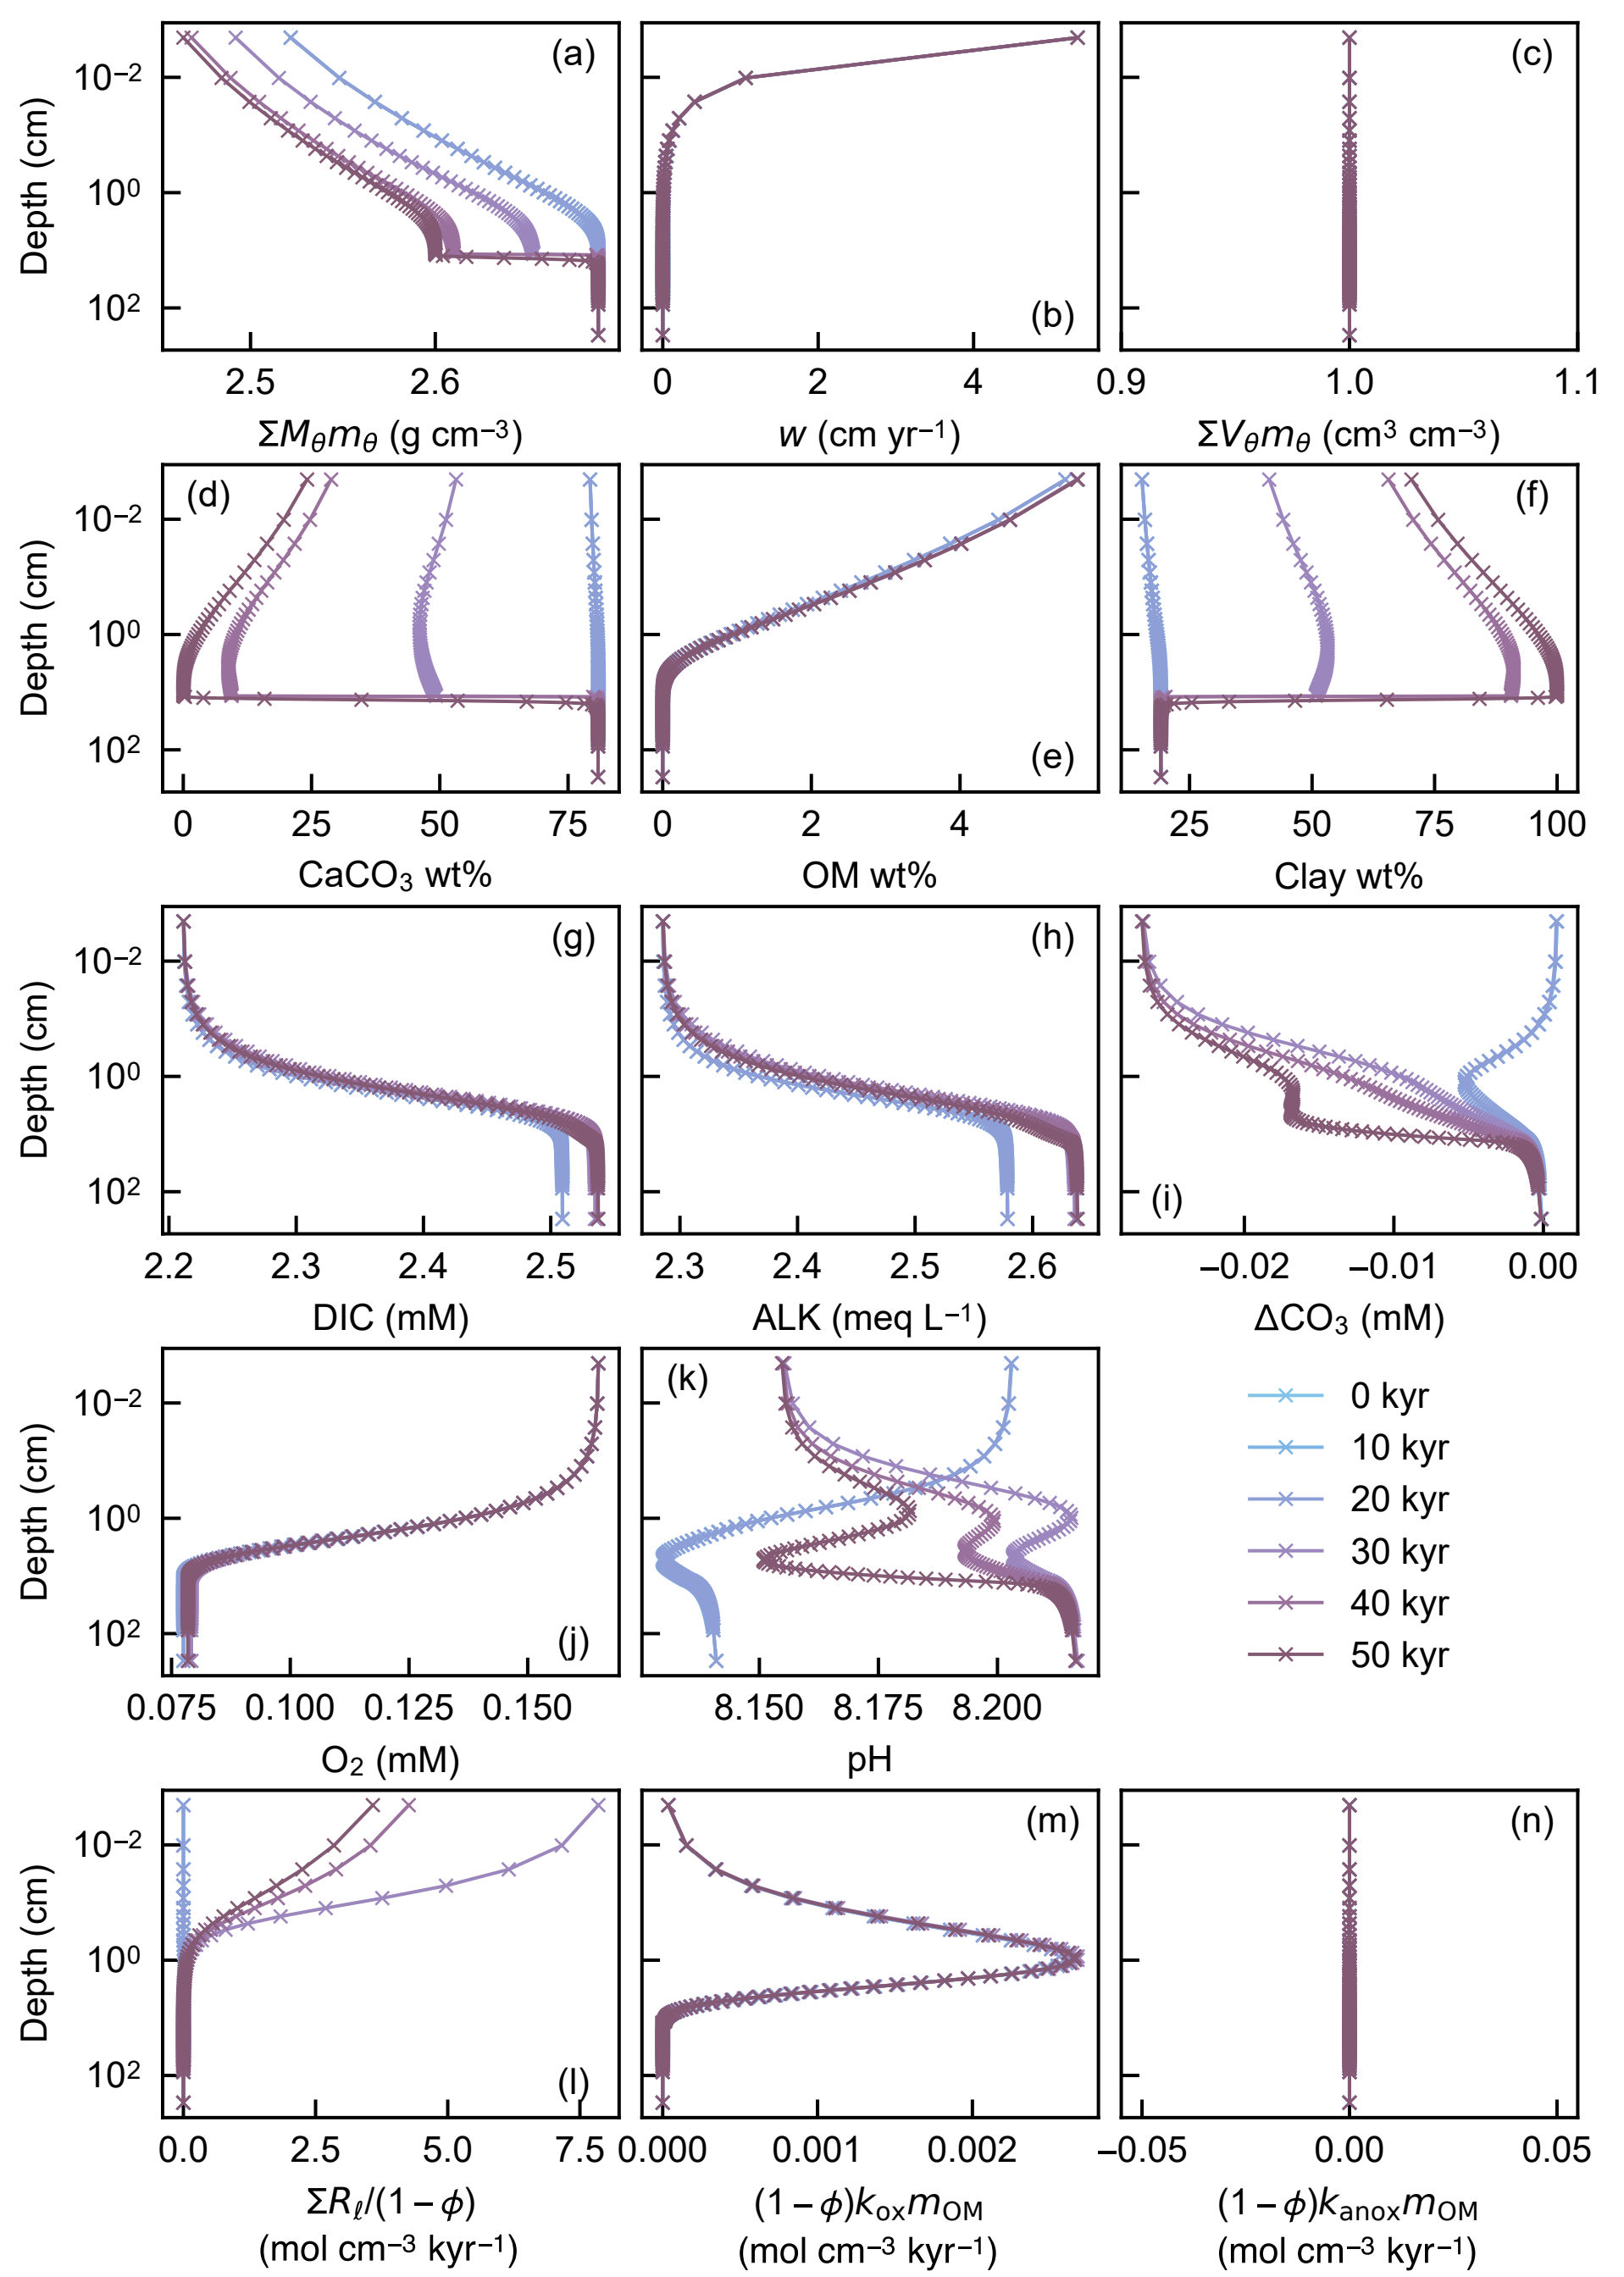 (a) (b) (c)
Depth (cm)
10⁻²
10⁰
10²
2.5 2.6 0 2 4 0.9 1.0 1.1
ΣM_θm_θ (g cm⁻³) w (cm yr⁻¹) ΣV_θm_θ (cm³ cm⁻³)
(d) (e) (f)
Depth (cm)
10⁻²
10⁰
10²
0 25 50 75 0 2 4 25 50 75 100
CaCO₃ wt% OM wt% Clay wt%
(g) (h) (i)
Depth (cm)
10⁻²
10⁰
10²
2.2 2.3 2.4 2.5 2.3 2.4 2.5 2.6 −0.02 −0.01 0.00
DIC (mM) ALK (meq L⁻¹) ΔCO₃ (mM)
(j) (k)
Depth (cm)
10⁻²
10⁰
10²
0.075 0.100 0.125 0.150 8.150 8.175 8.200
O₂ (mM) pH
0 kyr
10 kyr
20 kyr
30 kyr
40 kyr
50 kyr
(l) (m) (n)
Depth (cm)
10⁻²
10⁰
10²
0.0 2.5 5.0 7.5 0.000 0.001 0.002 −0.05 0.00 0.05
ΣR_ℓ/(1−ϕ) (1−ϕ)k_ox m_OM (1−ϕ)k_anox m_OM
(mol cm⁻³ kyr⁻¹) (mol cm⁻³ kyr⁻¹) (mol cm⁻³ kyr⁻¹)